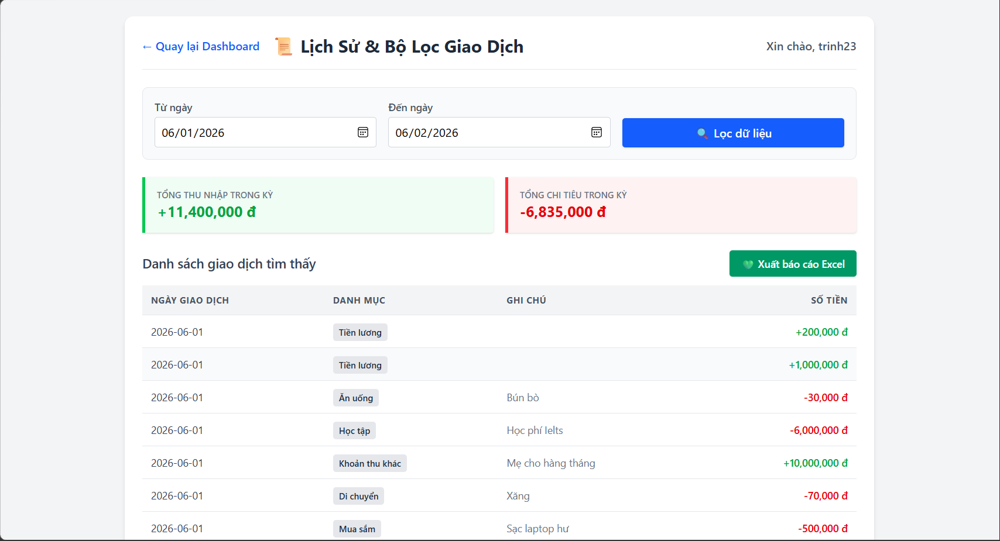 ← Quay lại Dashboard
📜 Lịch Sử & Bộ Lọc Giao Dịch
Xin chào, trinh23
Từ ngày
Đến ngày
06/01/2026
06/02/2026
🔍 Lọc dữ liệu
TỔNG THU NHẬP TRONG KỲ
+11,400,000 đ
TỔNG CHI TIÊU TRONG KỲ
-6,835,000 đ
Danh sách giao dịch tìm thấy
💚 Xuất báo cáo Excel
NGÀY GIAO DỊCH DANH MỤC GHI CHÚ SỐ TIỀN
2026-06-01 Tiền lương +200,000 đ
2026-06-01 Tiền lương +1,000,000 đ
2026-06-01 Ăn uống Bún bò -30,000 đ
2026-06-01 Học tập Học phí Ielts -6,000,000 đ
2026-06-01 Khoản thu khác Mẹ cho hàng tháng +10,000,000 đ
2026-06-01 Di chuyển Xăng -70,000 đ
2026-06-01 Mua sắm Sạc laptop hư -500,000 đ